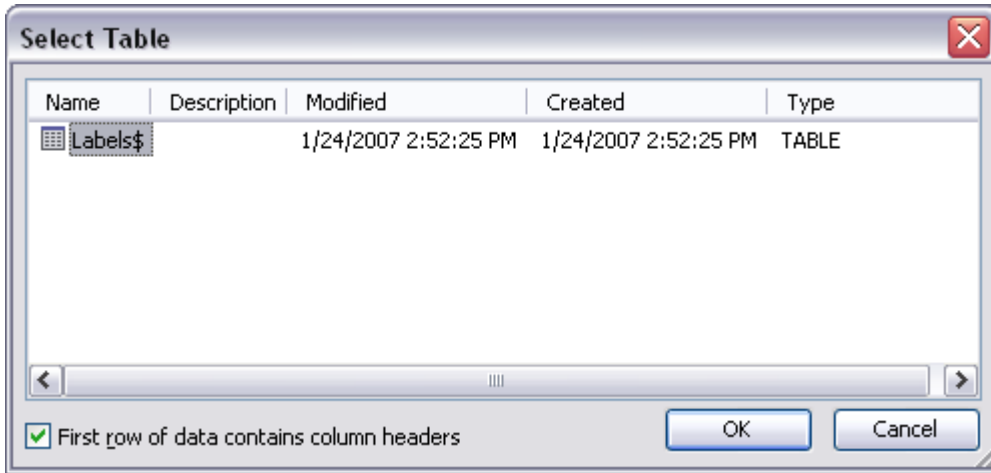 Select Table
Name Description Modified Created Type
Labels$ 1/24/2007 2:52:25 PM 1/24/2007 2:52:25 PM TABLE
First row of data contains column headers OK Cancel